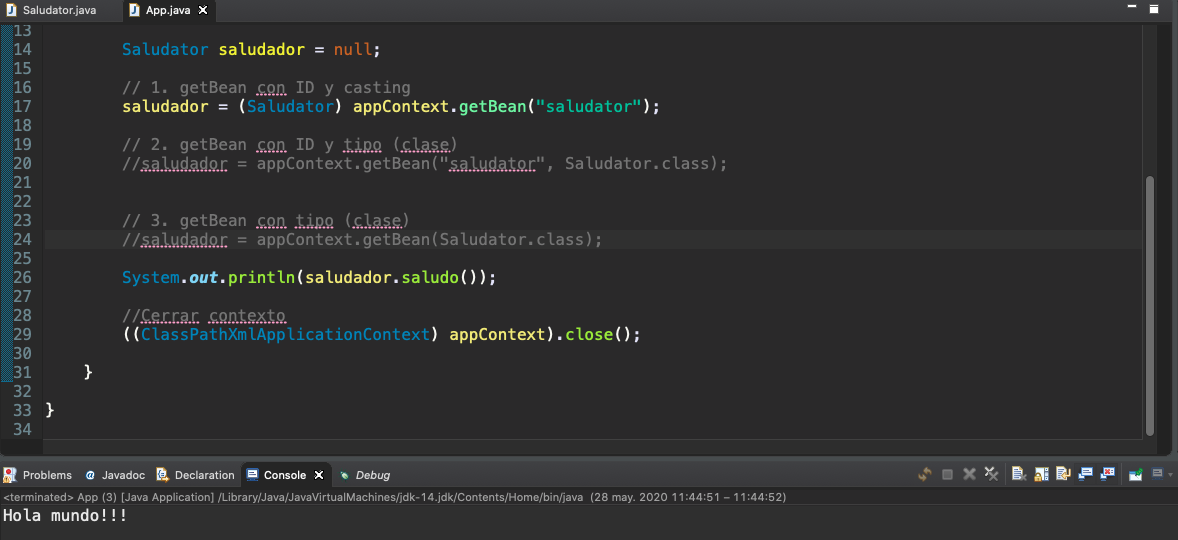 Saludator.java App.java
13
14 Saludator saludador = null;
15
16 // 1. getBean con ID y casting
17 saludador = (Saludator) appContext.getBean("saludator");
18
19 // 2. getBean con ID y tipo (clase)
20 //saludador = appContext.getBean("saludator", Saludator.class);
21
22
23 // 3. getBean con tipo (clase)
24 //saludador = appContext.getBean(Saludator.class);
25
26 System.out.println(saludador.saludo());
27
28 //Cerrar contexto
29 ((ClassPathXmlApplicationContext) appContext).close();
30
31 }
32
33 }
34
Problems @ Javadoc Declaration Console Debug
<terminated> App (3) [Java Application] /Library/Java/JavaVirtualMachines/jdk-14.jdk/Contents/Home/bin/java (28 may. 2020 11:44:51 – 11:44:52)
Hola mundo!!!